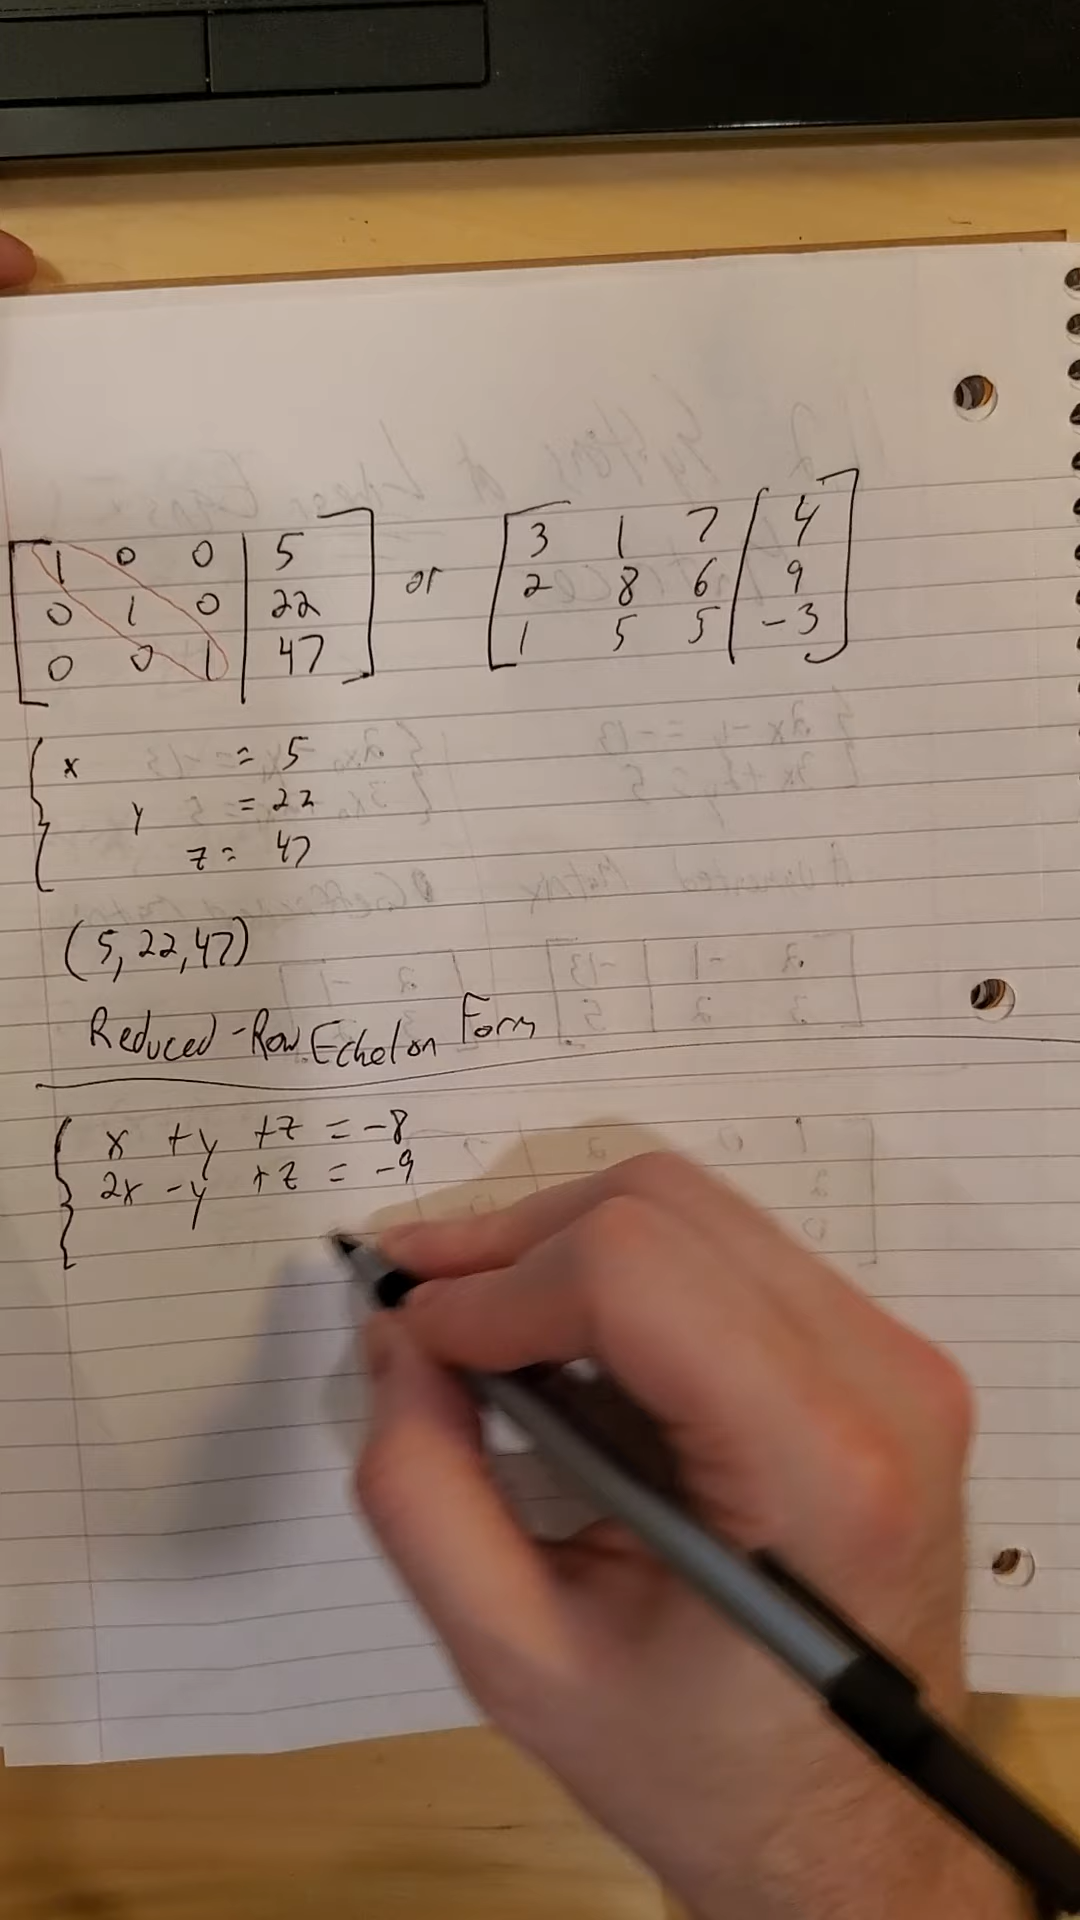 [ 1 0 0 | 5 ] or [ 3 1 7 | 4 ]
[ 0 1 0 | 22 ] [ 2 8 6 | 9 ]
[ 0 0 1 | 47 ] [ 1 5 5 | -3 ]
{ x = 5
y = 22
z = 47
(5, 22, 47)
Reduced-Row Echelon Form
{ x + y + z = -8
2x - y + z = -9